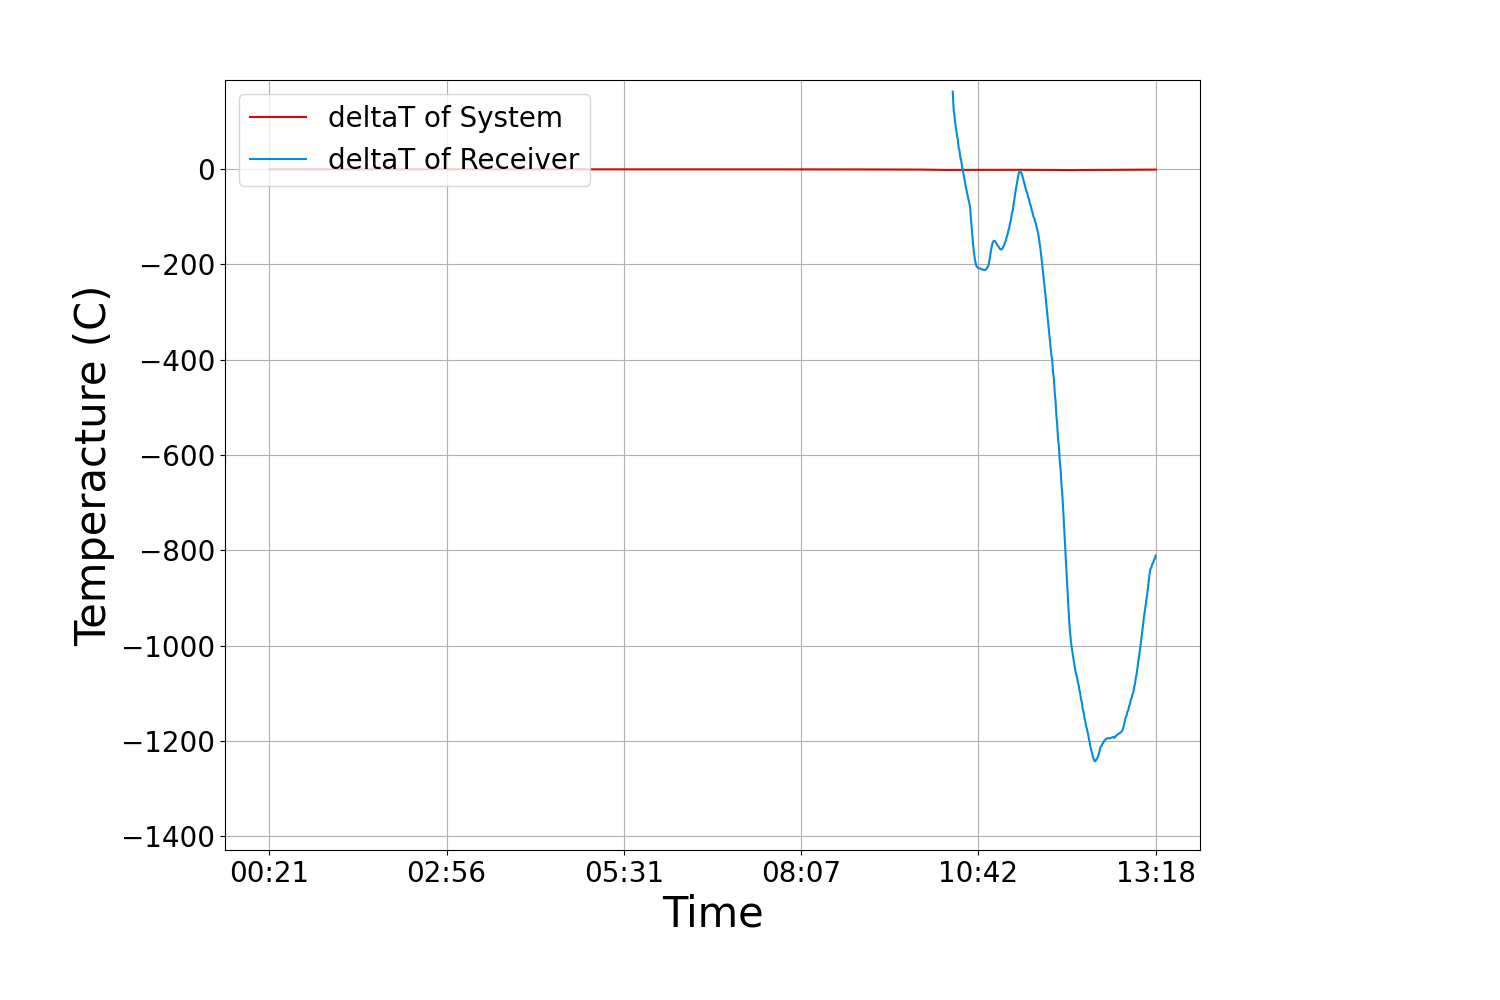 deltaT of System
deltaT of Receiver
0
−200
−400
−600
−800
−1000
−1200
−1400
Temperacture (C)
00:21 02:56 05:31 08:07 10:42 13:18
Time